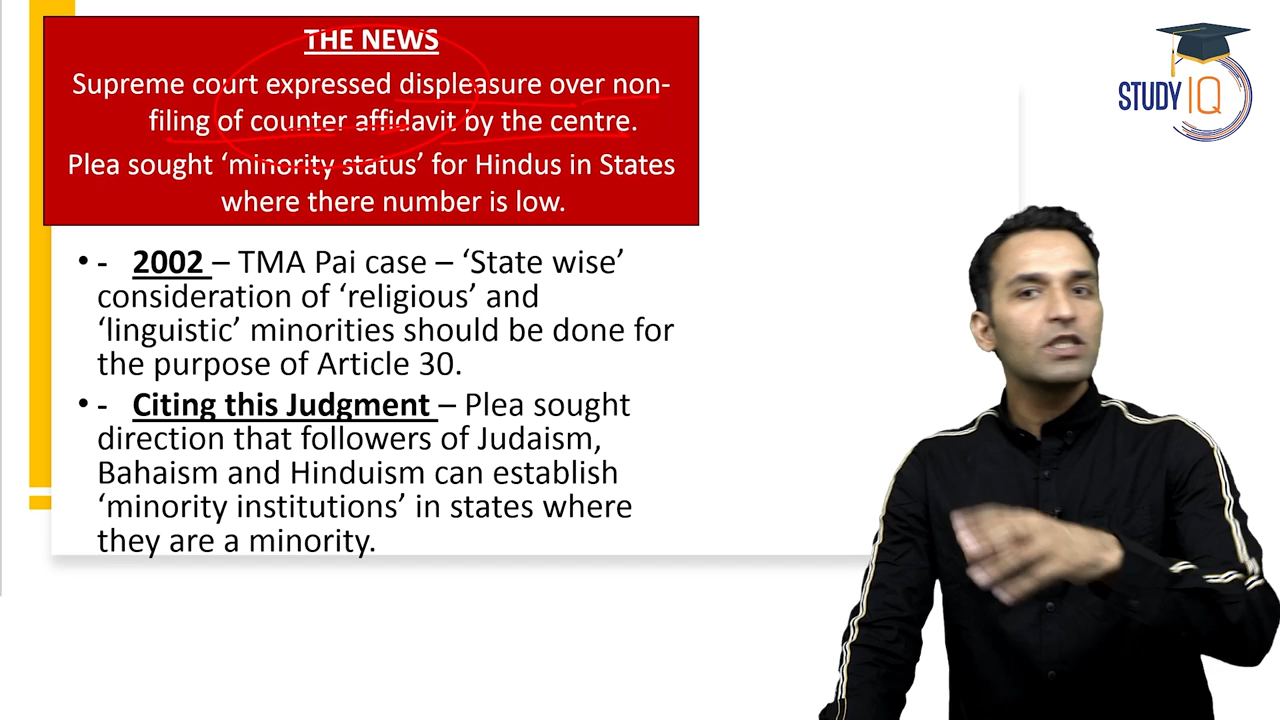 THE NEWS
Supreme court expressed displeasure over non-
filing of counter affidavit by the centre.
Plea sought ‘minority status’ for Hindus in States
where there number is low.
STUDY IQ
• - 2002 – TMA Pai case – ‘State wise’
consideration of ‘religious’ and
‘linguistic’ minorities should be done for
the purpose of Article 30.
• - Citing this Judgment – Plea sought
direction that followers of Judaism,
Bahaism and Hinduism can establish
‘minority institutions’ in states where
they are a minority.